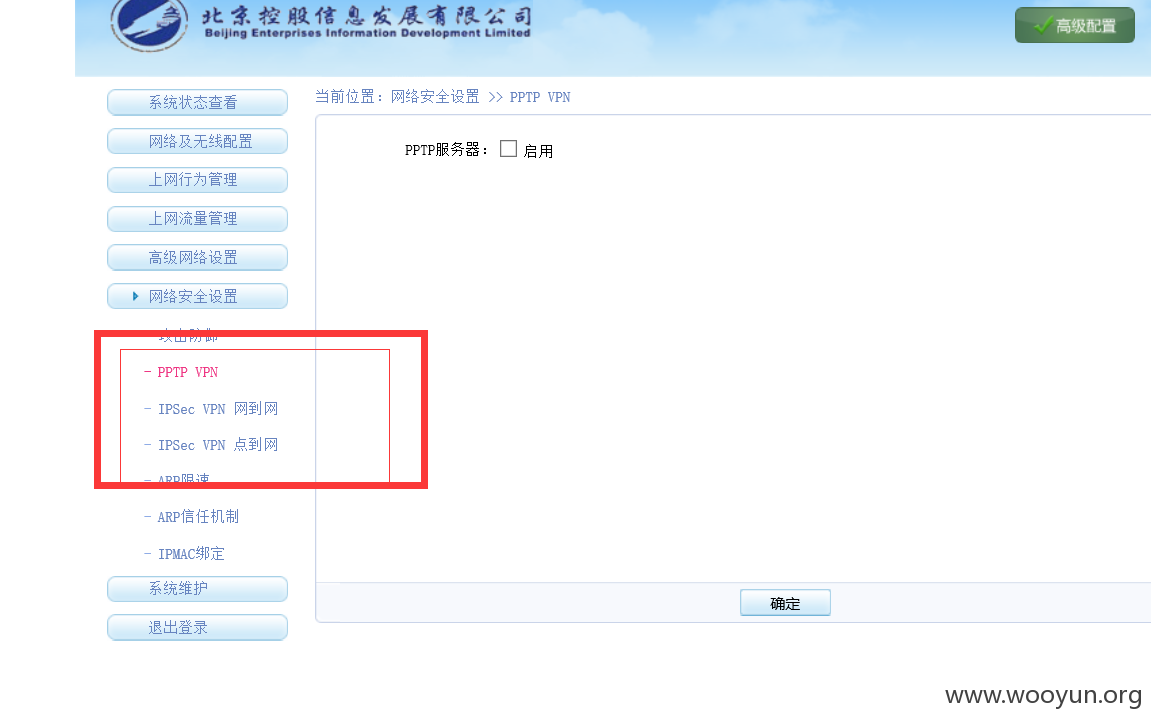 北京控股信息发展有限公司
Beijing Enterprises Information Development Limited
高级配置
当前位置：网络安全设置 >> PPTP VPN
系统状态查看
网络及无线配置
上网行为管理
上网流量管理
高级网络设置
网络安全设置
攻击防御
- PPTP VPN
- IPSec VPN 网到网
- IPSec VPN 点到网
- ARP限速
- ARP信任机制
- IPMAC绑定
系统维护
退出登录
PPTP服务器： 启用
确定
www.wooyun.org